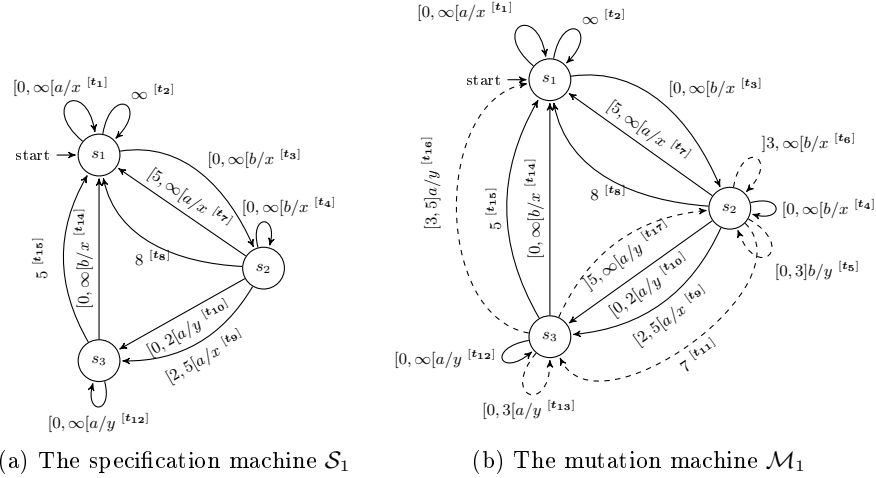 [0, ∞[a/x [t1]
∞ [t2]
start
s1
[0, ∞[b/x [t3]
]5, ∞[a/x [t7]
[0, ∞[b/x [t4]
5 [t15]
[0, ∞[b/x [t14]
8 [t8]
s2
[0, 2[a/y [t10]
[2, 5[a/x [t9]
s3
[0, ∞[a/y [t12]
(a) The specification machine S1
[0, ∞[a/x [t1]
∞ [t2]
start
s1
[0, ∞[b/x [t3]
]5, ∞[a/x [t7]
]3, ∞[b/x [t6]
[3, 5]a/y [t16]
5 [t15]
[0, ∞[b/x [t14]
8 [t8]
s2
[0, ∞[b/x [t4]
[0, 3]b/y [t5]
]5, ∞[a/y [t17]
[0, 2[a/y [t10]
[2, 5[a/x [t9]
7 [t11]
s3
[0, ∞[a/y [t12]
[0, 3[a/y [t13]
(b) The mutation machine M1